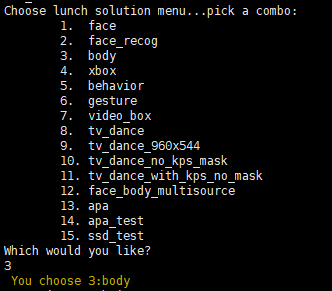 Choose lunch solution menu...pick a combo:
1. face
2. face_recog
3. body
4. xbox
5. behavior
6. gesture
7. video_box
8. tv_dance
9. tv_dance_960x544
10. tv_dance_no_kps_mask
11. tv_dance_with_kps_no_mask
12. face_body_multisource
13. apa
14. apa_test
15. ssd_test
Which would you like?
3
You choose 3:body